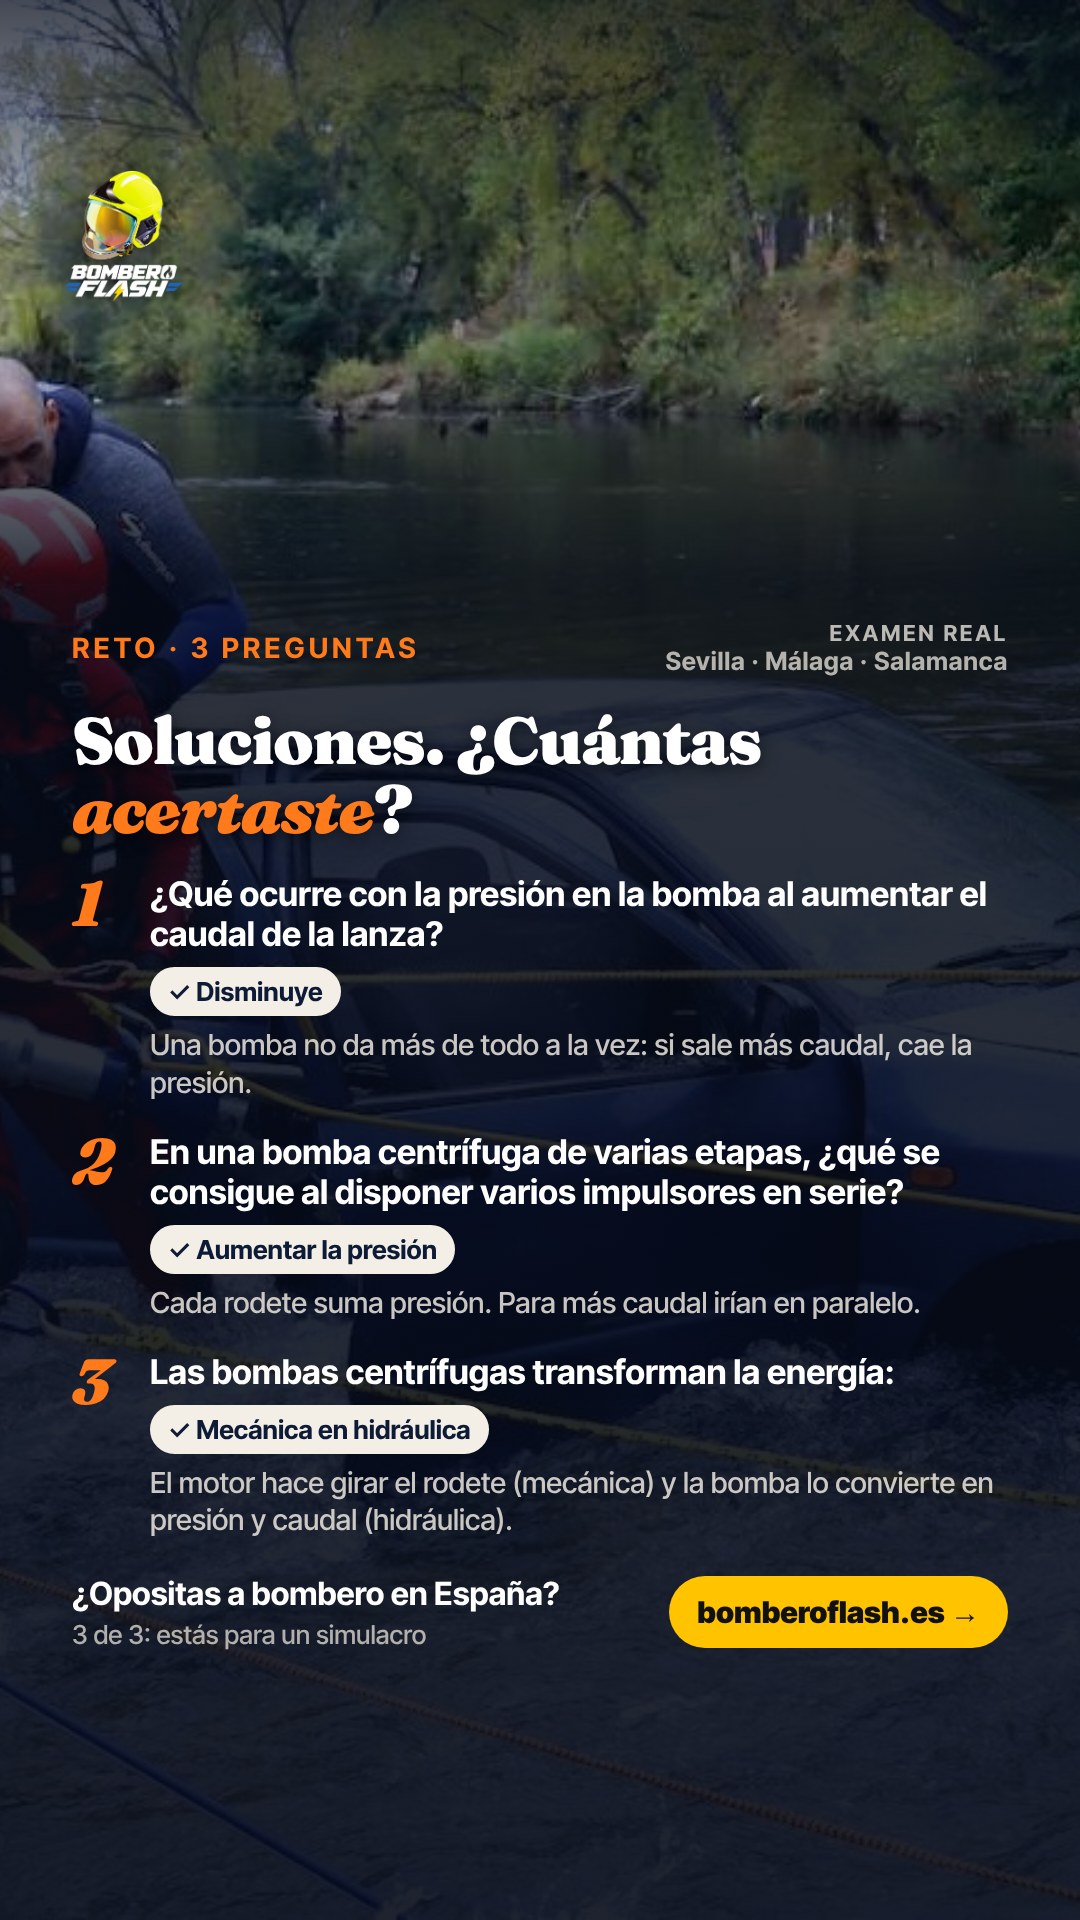 BOMBERO
FLASH
RETO · 3 PREGUNTAS
EXAMEN REAL
Sevilla · Málaga · Salamanca
Soluciones. ¿Cuántas
acertaste?
1
¿Qué ocurre con la presión en la bomba al aumentar el
caudal de la lanza?
✓ Disminuye
Una bomba no da más de todo a la vez: si sale más caudal, cae la
presión.
2
En una bomba centrífuga de varias etapas, ¿qué se
consigue al disponer varios impulsores en serie?
✓ Aumentar la presión
Cada rodete suma presión. Para más caudal irían en paralelo.
3
Las bombas centrífugas transforman la energía:
✓ Mecánica en hidráulica
El motor hace girar el rodete (mecánica) y la bomba lo convierte en
presión y caudal (hidráulica).
¿Opositas a bombero en España?
3 de 3: estás para un simulacro
bomberoflash.es →